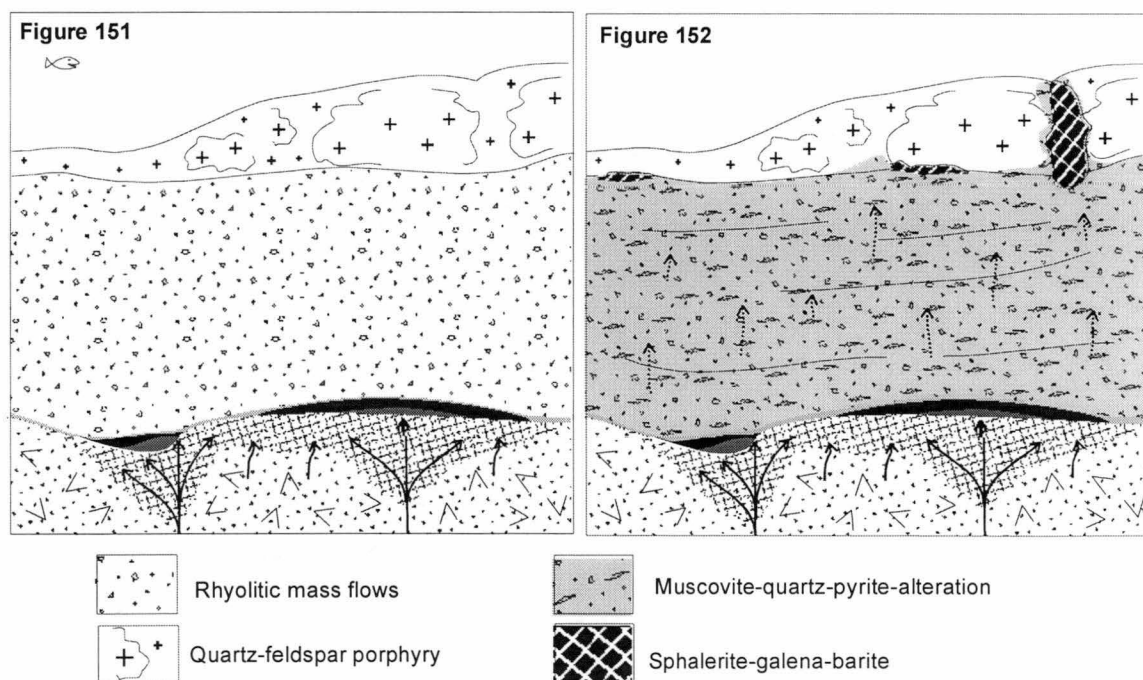 Figure 151
Figure 152
Rhyolitic mass flows
Muscovite-quartz-pyrite-alteration
Quartz-feldspar porphyry
Sphalerite-galena-barite